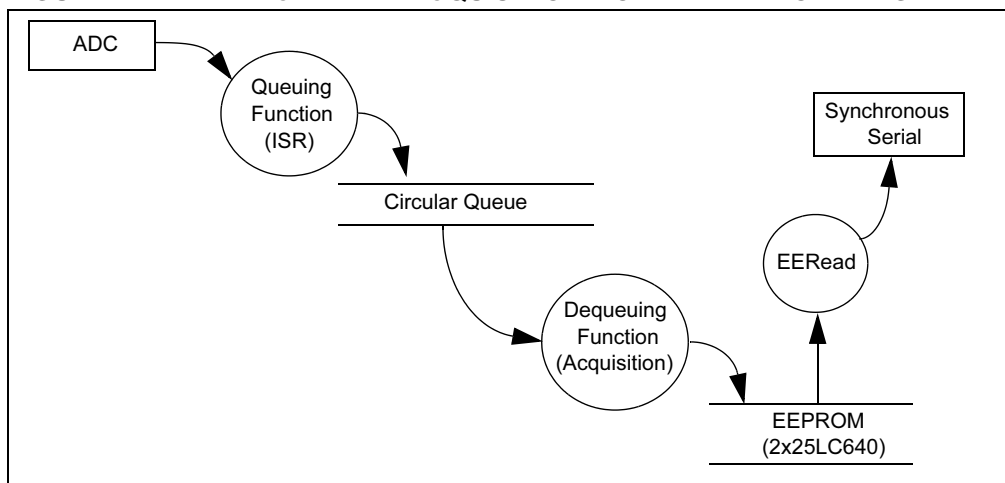 ADC
Queuing
Function
(ISR)
Circular Queue
Dequeuing
Function
(Acquisition)
EEPROM
(2x25LC640)
EERead
Synchronous
Serial